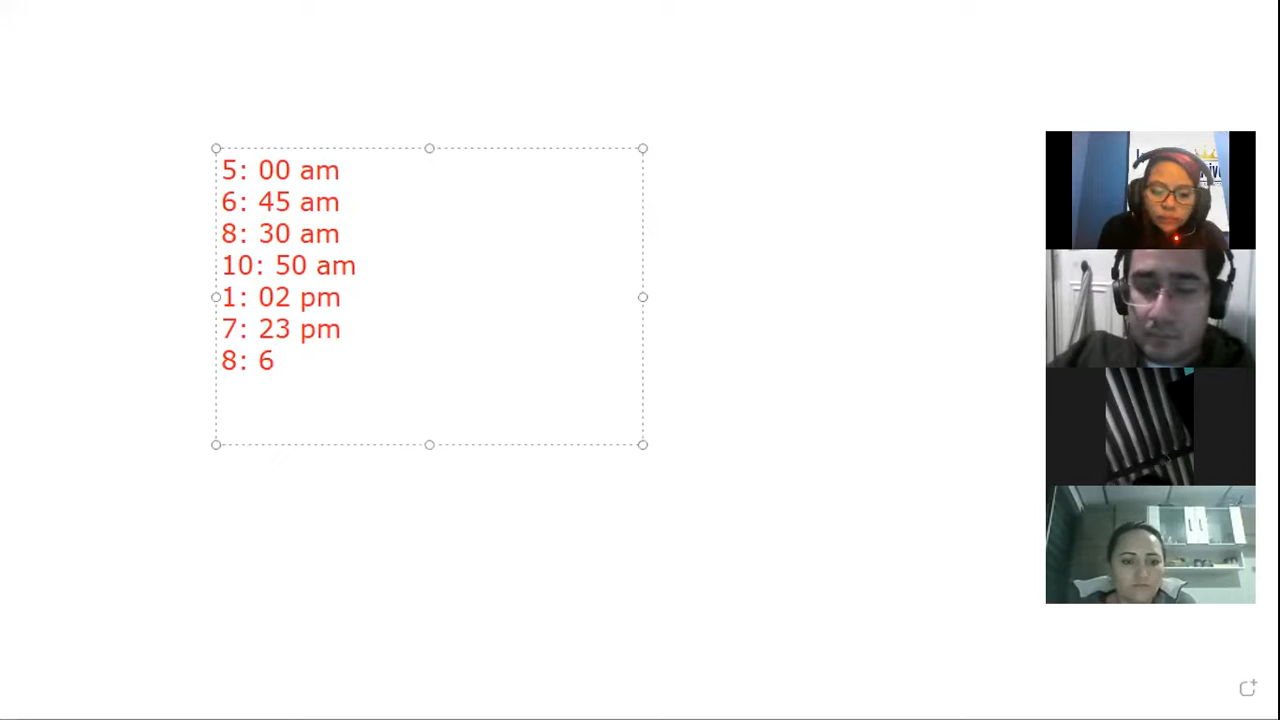 5: 00 am
6: 45 am
8: 30 am
10: 50 am
1: 02 pm
7: 23 pm
8: 6